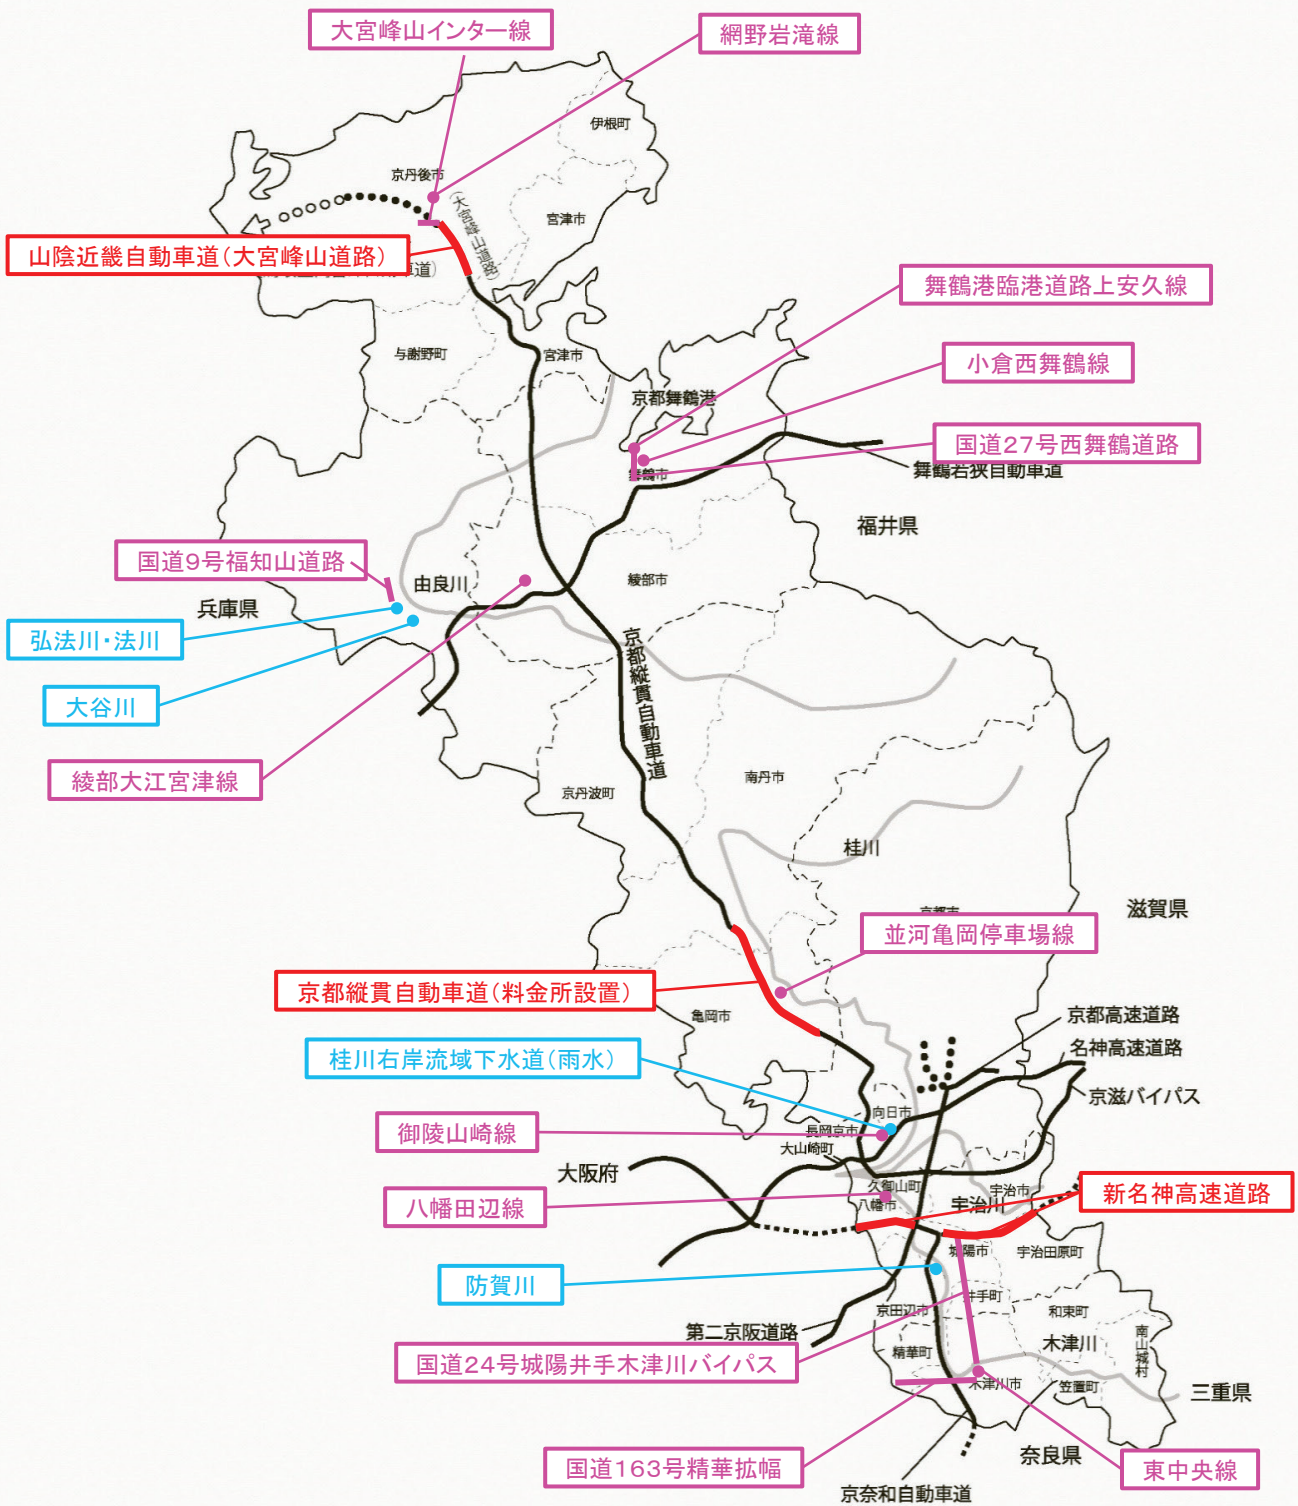 大宮峰山インター線
網野岩滝線
伊根町
京丹後市
(大宮峰山道路)
宮津市
山陰近畿自動車道(大宮峰山道路)
車道)
舞鶴港臨港道路上安久線
与謝野町
宮津市
小倉西舞鶴線
京都舞鶴港
国道27号西舞鶴道路
舞鶴市
舞鶴若狭自動車道
福井県
国道9号福知山道路
由良川
綾部市
兵庫県
弘法川・法川
大谷川
京都縦貫自動車道
綾部大江宮津線
南丹市
京丹波町
桂川
滋賀県
京都市
並河亀岡停車場線
京都縦貫自動車道(料金所設置)
亀岡市
京都高速道路
名神高速道路
桂川右岸流域下水道(雨水)
京滋バイパス
向日市
御陵山崎線
長岡京市
大山崎町
大阪府
久御山町
宇治市
新名神高速道路
八幡田辺線
八幡市
宇治川
城陽市
宇治田原町
防賀川
井手町
京田辺市
和束町
第二京阪道路
木津川
南山城村
精華町
国道24号城陽井手木津川バイパス
木津川市
笠置町
三重県
奈良県
国道163号精華拡幅
東中央線
京奈和自動車道